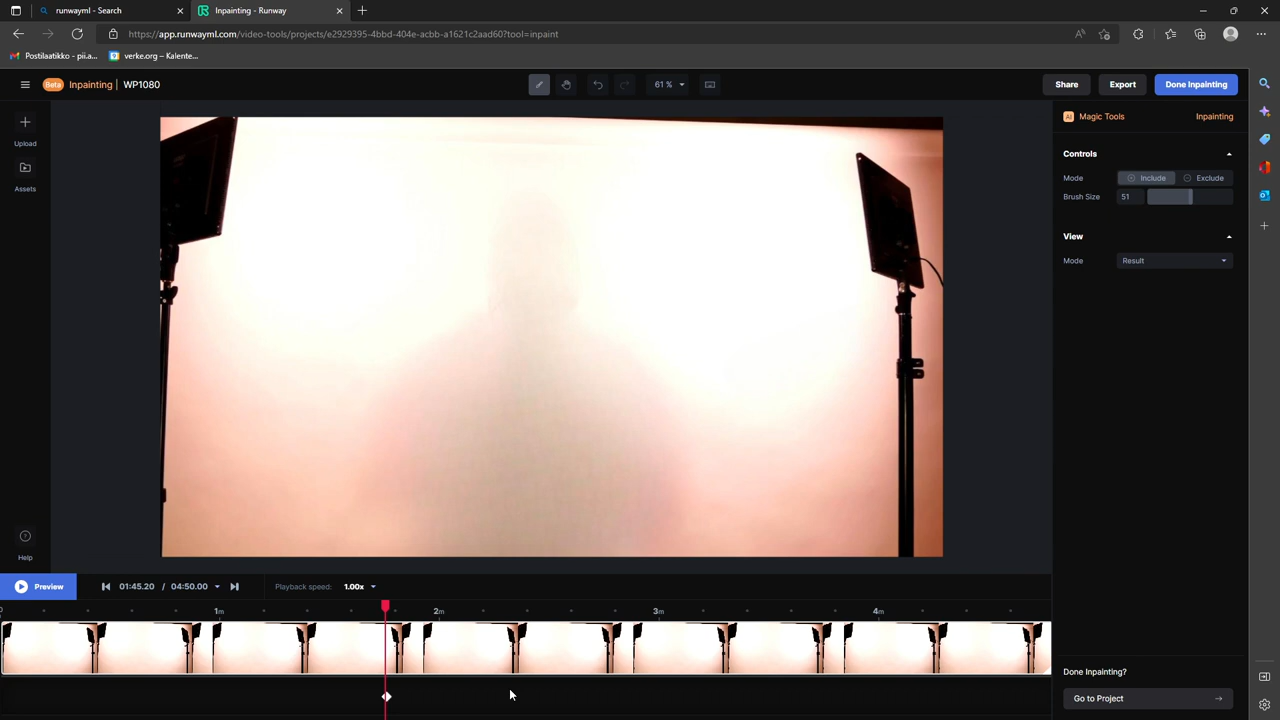 runwayml - Search
Inpainting - Runway
https://app.runwayml.com/video-tools/projects/e2929395-4bbd-404e-acbb-a1621c2aad60?tool=inpaint
Postilaatikko - pii.a...
verke.org – Kalente...
Beta Inpainting | WP1080
61 %
Share
Export
Done Inpainting
Upload
Assets
Help
AI Magic Tools
Inpainting
Controls
Mode
Include
Exclude
Brush Size
51
View
Mode
Result
Preview
01:45.20 / 04:50.00
Playback speed: 1.00x
0
1m
2m
3m
4m
Done Inpainting?
Go to Project